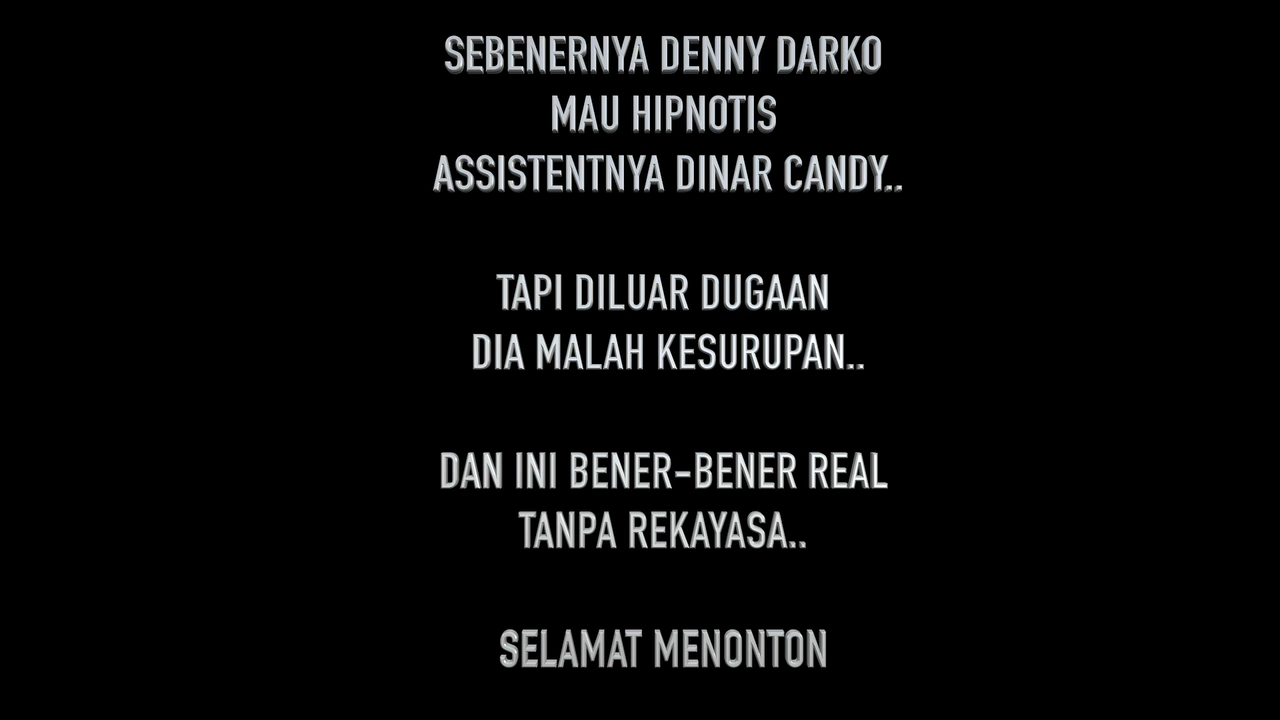 SEBENERNYA DENNY DARKO
MAU HIPNOTIS
ASSISTENTNYA DINAR CANDY..
TAPI DILUAR DUGAAN
DIA MALAH KESURUPAN..
DAN INI BENER-BENER REAL
TANPA REKAYASA..
SELAMAT MENONTON